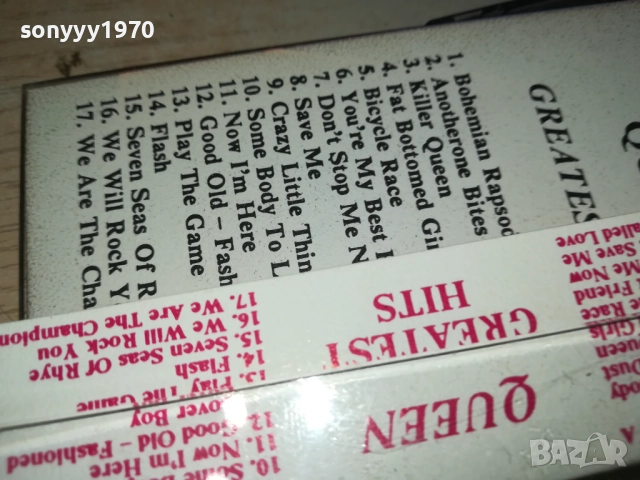 sonyyy1970
GREATES
1. Bohemian Rapsod
2. Anotherone Bites
3. Killer Queen
4. Fat Bottomed Gir
5. Bicycle Race
6. You're My Best
7. Don't Stop Me N
8. Save Me
9. Crazy Little Thin
10. Some Body To L
11. Now I'm Here
12. Good Old - Fash
13. Play The Game
14. Flash
15. Seven Seas Of R
16. We Will Rock Y
17. We Are The Cha
QUEEN
GREATEST
HITS
Dust
ueen
Girls
e Race
Friend
Me Now
Save Me
alled Love
10. Some B
11. Now I'm Here
12. Good Old - Fashioned
Lover Boy
13. Play The Game
14. Flash
15. Seven Seas Of Rhye
16. We Will Rock You
17. We Are The Champion
BAZAR.BG